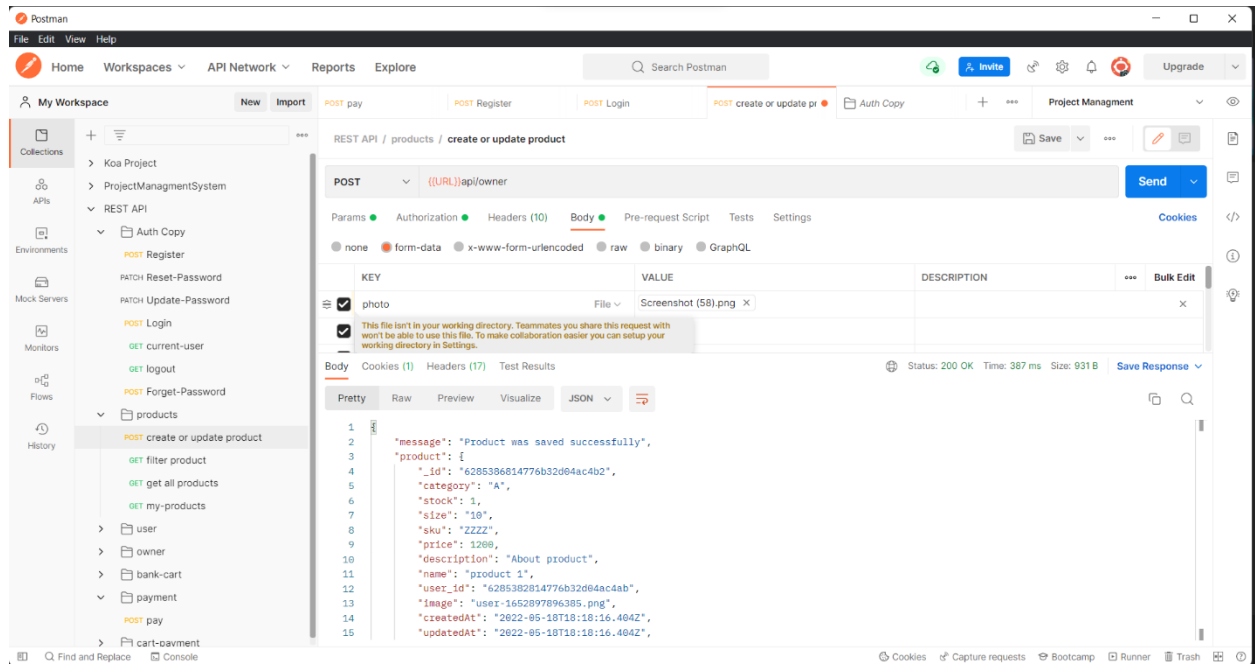 Postman
File Edit View Help
Home Workspaces API Network Reports Explore Search Postman Invite Upgrade
My Workspace New Import POST pay POST Register POST Login POST create or update pr Auth Copy Project Managment
Collections
APIs
Environments
Mock Servers
Monitors
Flows
History
Koa Project
ProjectManagmentSystem
REST API
Auth Copy
POST Register
PATCH Reset-Password
PATCH Update-Password
POST Login
GET current-user
GET logout
POST Forget-Password
products
POST create or update product
GET filter product
GET get all products
GET my-products
user
owner
bank-cart
payment
POST pay
cart-payment
REST API / products / create or update product Save
POST {{URL}}api/owner Send
Params Authorization Headers (10) Body Pre-request Script Tests Settings Cookies
none form-data x-www-form-urlencoded raw binary GraphQL
KEY VALUE DESCRIPTION Bulk Edit
photo File Screenshot (58).png
This file isn't in your working directory. Teammates you share this request with
won't be able to use this file. To make collaboration easier you can setup your
working directory in Settings.
Body Cookies (1) Headers (17) Test Results Status: 200 OK Time: 387 ms Size: 931 B Save Response
Pretty Raw Preview Visualize JSON
1 {
2 "message": "Product was saved successfully",
3 "product": {
4 "_id": "6285386814776b32d04ac4b2",
5 "category": "A",
6 "stock": 1,
7 "size": "10",
8 "sku": "ZZZZ",
9 "price": 1200,
10 "description": "About product",
11 "name": "product 1",
12 "user_id": "6285382814776b32d04ac4ab",
13 "image": "user-1652897896385.png",
14 "createdAt": "2022-05-18T18:18:16.404Z",
15 "updatedAt": "2022-05-18T18:18:16.404Z",
Find and Replace Console Cookies Capture requests Bootcamp Runner Trash